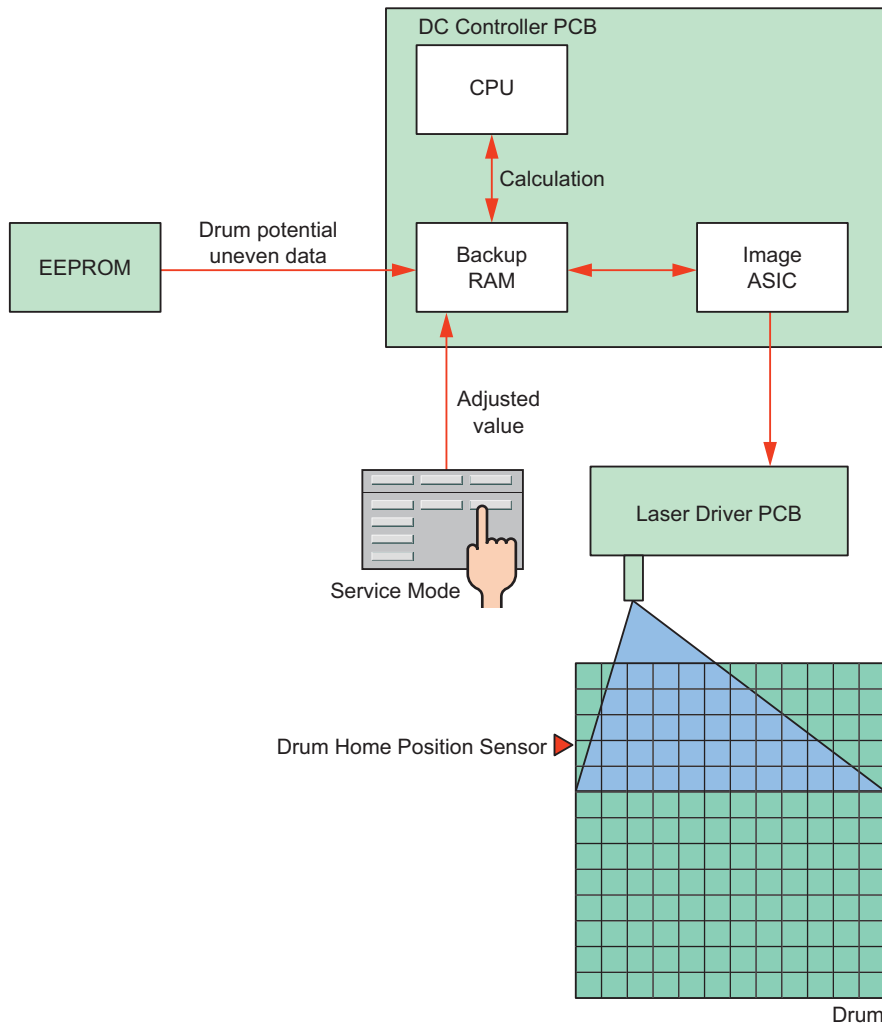 DC Controller PCB
CPU
Calculation
Drum potential
uneven data
EEPROM
Backup
RAM
Image
ASIC
Adjusted
value
Laser Driver PCB
Service Mode
Drum Home Position Sensor
Drum